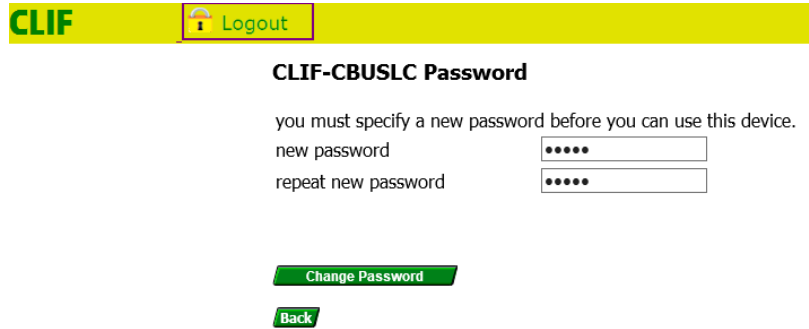 CLIF
Logout
CLIF-CBUSLC Password
you must specify a new password before you can use this device.
new password •••••
repeat new password •••••
Change Password
Back